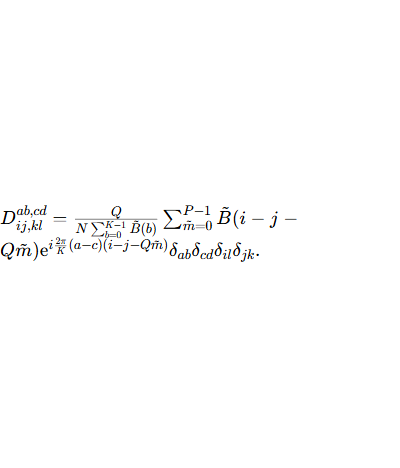 $D_{ij,kl}^{ab,cd} = \frac{Q}{N \sum_{b=0}^{K-1} \tilde{B}(b)} \sum_{\tilde{m}=0}^{P-1} \tilde{B}(i-j-$
$Q\tilde{m})\mathrm{e}^{i\frac{2\pi}{K}(a-c)(i-j-Q\tilde{m})} \delta_{ab}\delta_{cd}\delta_{il}\delta_{jk}.$